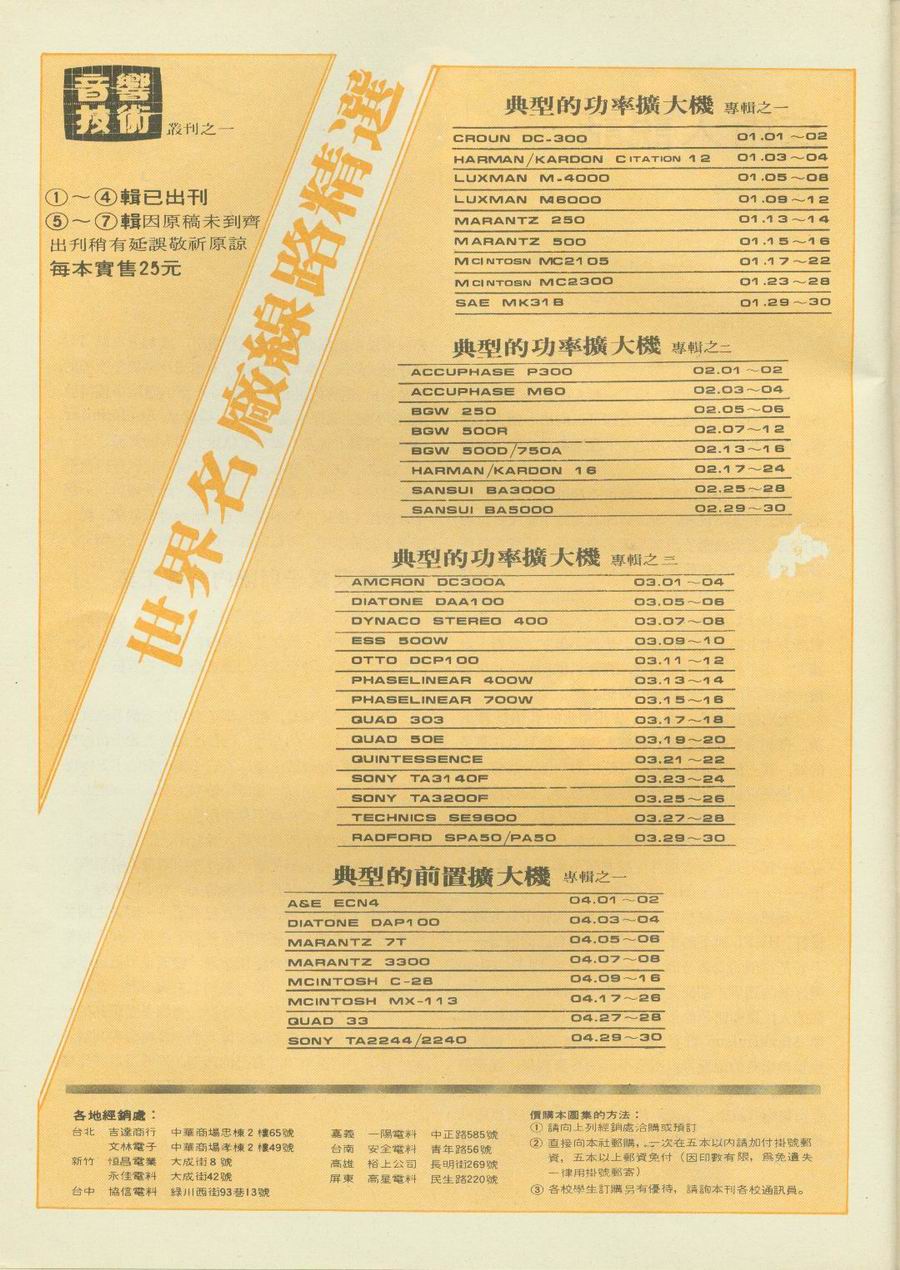 音響
技術 叢刊之一
①～④輯已出刊
⑤～⑦輯因原稿未到齊
出刊稍有延誤敬祈原諒
每本實售25元
世界名廠線路精選
典型的功率擴大機 專輯之一
CROUN DC-300 01.01～02
HARMAN/KARDON CITATION 12 01.03～04
LUXMAN M-4000 01.05～08
LUXMAN M6000 01.09～12
MARANTZ 250 01.13～14
MARANTZ 500 01.15～16
MCINTOSN MC2105 01.17～22
MCINTOSN MC2300 01.23～28
SAE MK31B 01.29～30
典型的功率擴大機 專輯之二
ACCUPHASE P300 02.01～02
ACCUPHASE M60 02.03～04
BGW 250 02.05～06
BGW 500R 02.07～12
BGW 500D/750A 02.13～16
HARMAN/KARDON 16 02.17～24
SANSUI BA3000 02.25～28
SANSUI BA5000 02.29～30
典型的功率擴大機 專輯之三
AMCRON DC300A 03.01～04
DIATONE DAA100 03.05～06
DYNACO STEREO 400 03.07～08
ESS 500W 03.09～10
OTTO DCP100 03.11～12
PHASELINEAR 400W 03.13～14
PHASELINEAR 700W 03.15～16
QUAD 303 03.17～18
QUAD 50E 03.19～20
QUINTESSENCE 03.21～22
SONY TA3140F 03.23～24
SONY TA3200F 03.25～26
TECHNICS SE9600 03.27～28
RADFORD SPA50/PA50 03.29～30
典型的前置擴大機 專輯之一
A&E ECN4 04.01～02
DIATONE DAP100 04.03～04
MARANTZ 7T 04.05～06
MARANTZ 3300 04.07～08
MCINTOSH C-28 04.09～16
MCINTOSH MX-113 04.17～26
QUAD 33 04.27～28
SONY TA2244/2240 04.29～30
各地經銷處：
台北 吉達商行 中華商場忠棟2樓65號
文林電子 中華商場孝棟2樓49號
新竹 恒昌電業 大成街8號
永佳電料 大成街42號
台中 協信電料 綠川西街93巷13號
嘉義 一陽電料 中正路585號
台南 安全電料 青年路56號
高雄 裕上公司 長明街269號
屏東 高星電料 民生路220號
價購本圖集的方法：
① 請向上列經銷處洽購或預訂
② 直接向本社郵購，一次在五本以內請加付掛號郵
資，五本以上郵資免付（因印數有限，爲免遺失
一律用掛號郵寄）
③ 各校學生訂購另有優待，請詢本刊各校通訊員。